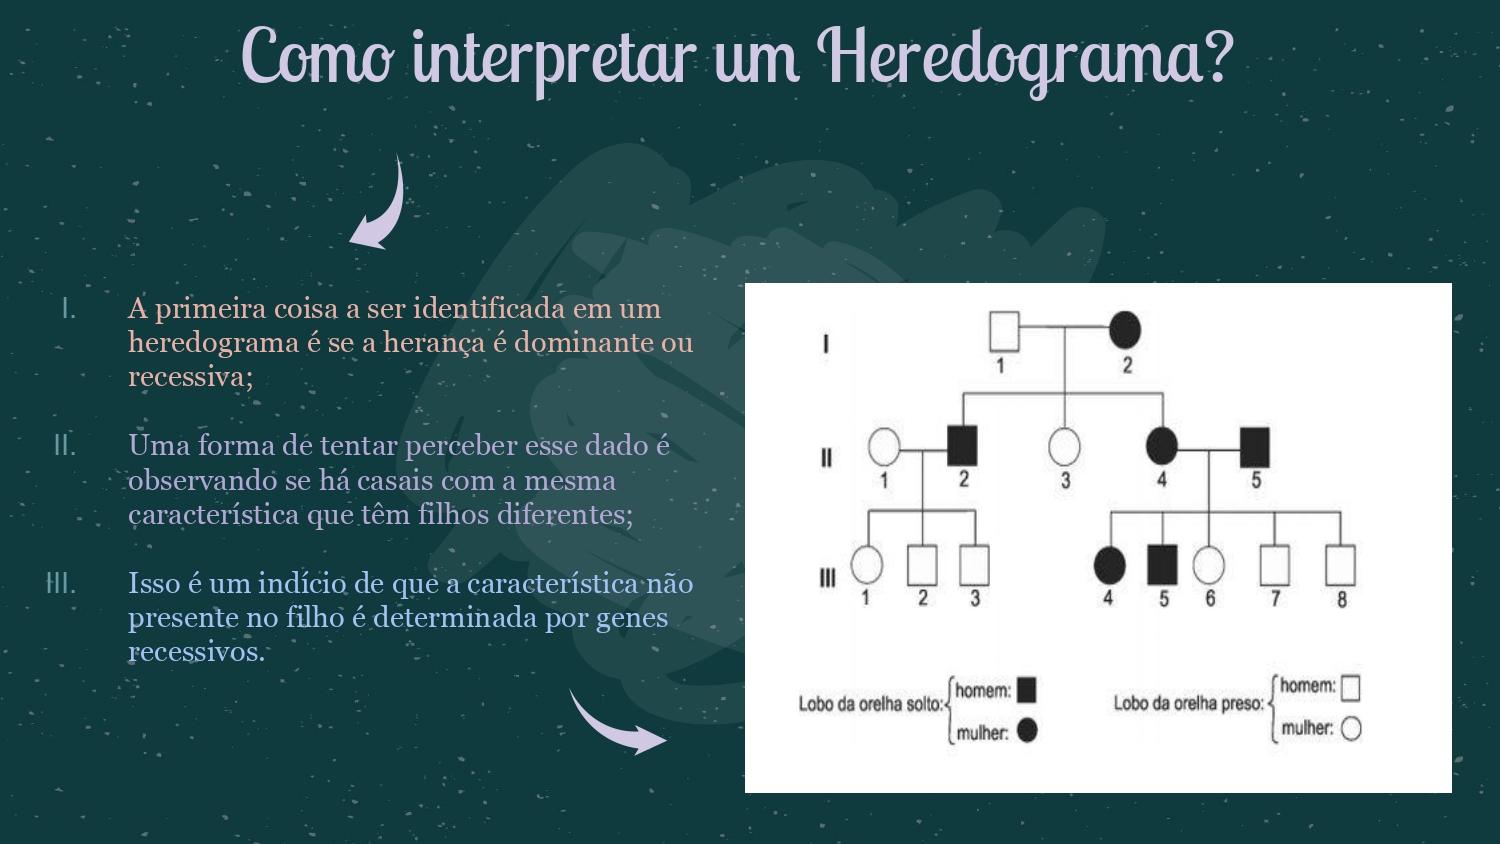 Como interpretar um Heredograma?
I. A primeira coisa a ser identificada em um
heredograma é se a herança é dominante ou
recessiva;
II. Uma forma de tentar perceber esse dado é
observando se há casais com a mesma
característica que têm filhos diferentes;
III. Isso é um indício de que a característica não
presente no filho é determinada por genes
recessivos.
I
1 2
II
1 2 3 4 5
III
1 2 3 4 5 6 7 8
Lobo da orelha solto: homem:
mulher:
Lobo da orelha preso: homem:
mulher: